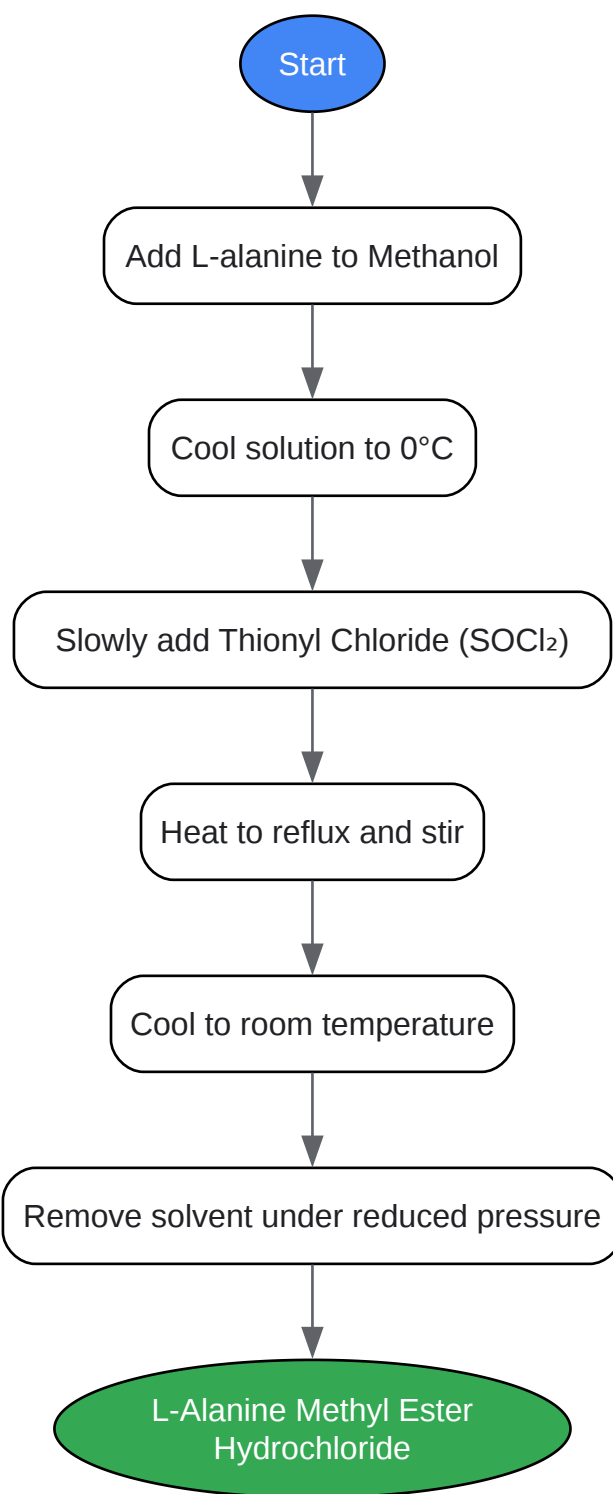 Start
Add L-alanine to Methanol
Cool solution to 0°C
Slowly add Thionyl Chloride (SOCl₂)
Heat to reflux and stir
Cool to room temperature
Remove solvent under reduced pressure
L-Alanine Methyl Ester
Hydrochloride